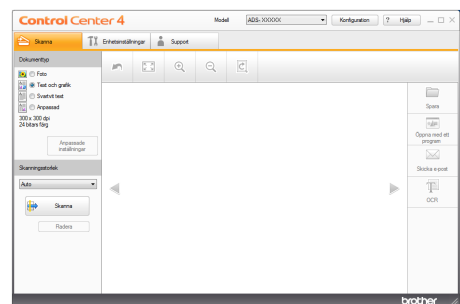 Control Center 4
Modell
ADS-XXXXX
Konfiguration
? Hjälp
Skanna
Enhetsinställningar
Support
Dokumenttyp
Foto
Text och grafik
Svartvit text
Anpassad
300 x 300 dpi
24 bitars färg
Anpassade
inställningar
Skanningsstorlek
Auto
Skanna
Radera
Spara
Öppna med ett
program
Skicka e-post
OCR
brother